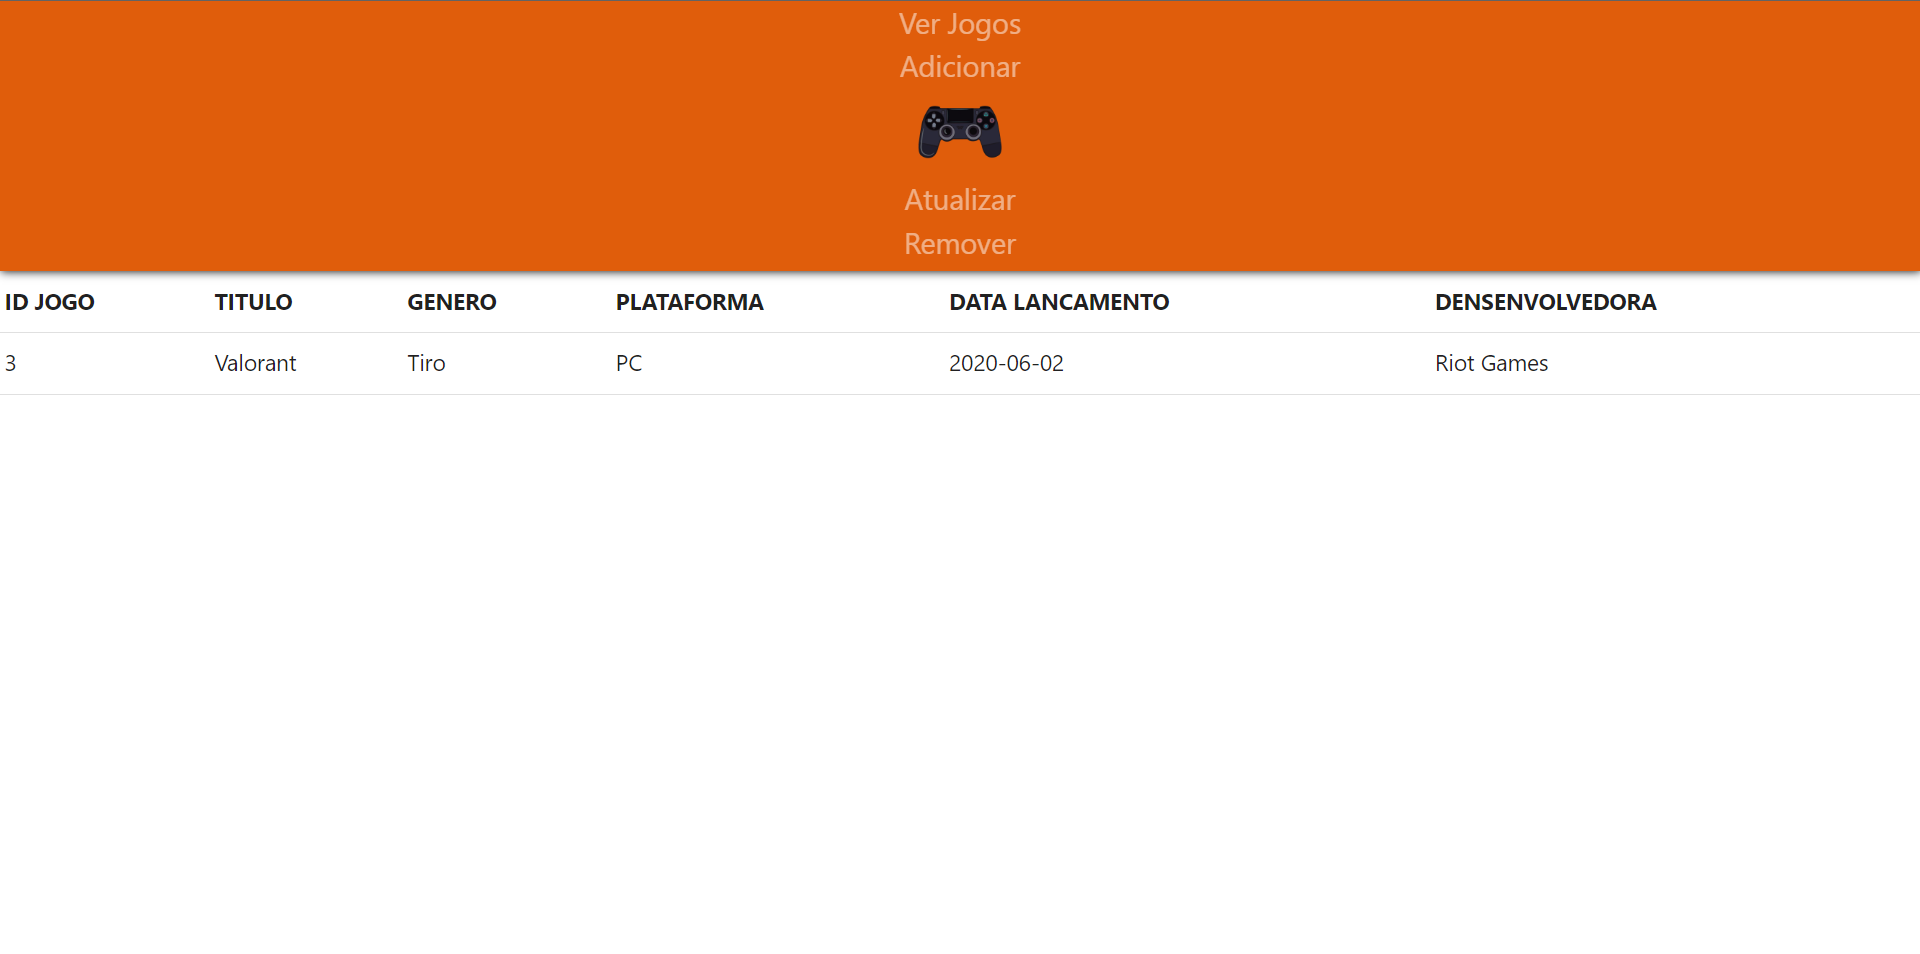 Ver Jogos
Adicionar
Atualizar
Remover
ID JOGO TITULO GENERO PLATAFORMA DATA LANCAMENTO DENSENVOLVEDORA
3 Valorant Tiro PC 2020-06-02 Riot Games